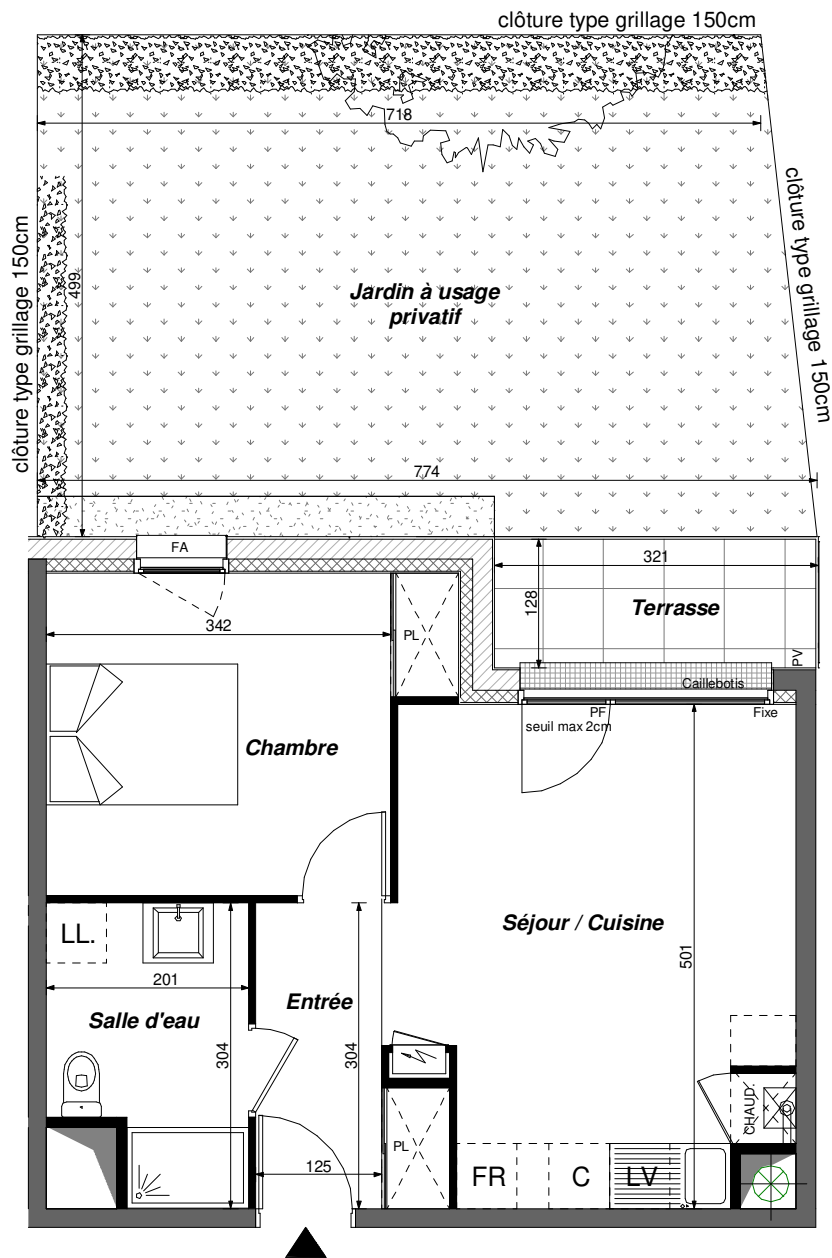 clôture type grillage 150cm
718
clôture type grillage 150cm
clôture type grillage 150cm
499
Jardin à usage
privatif
774
FA
321
128
Terrasse
342
PL
PV
Caillebotis
PF
Fixe
seuil max 2cm
Chambre
Séjour / Cuisine
LL.
501
201
Entrée
Salle d'eau
304
304
CHAUD.
PL
125
FR
C
LV